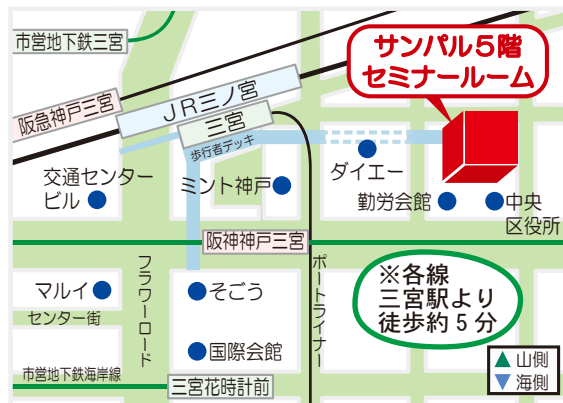 市営地下鉄三宮
サンパル5階
セミナールーム
阪急神戸三宮
JR三ノ宮
三宮
歩行者デッキ
ダイエー
交通センター
ビル
ミント神戸
勤労会館
中央
区役所
阪神神戸三宮
フラワーロード
ポートライナー
マルイ
センター街
そごう
国際会館
※各線
三宮駅より
徒歩約5分
市営地下鉄海岸線
三宮花時計前
▲山側
▼海側